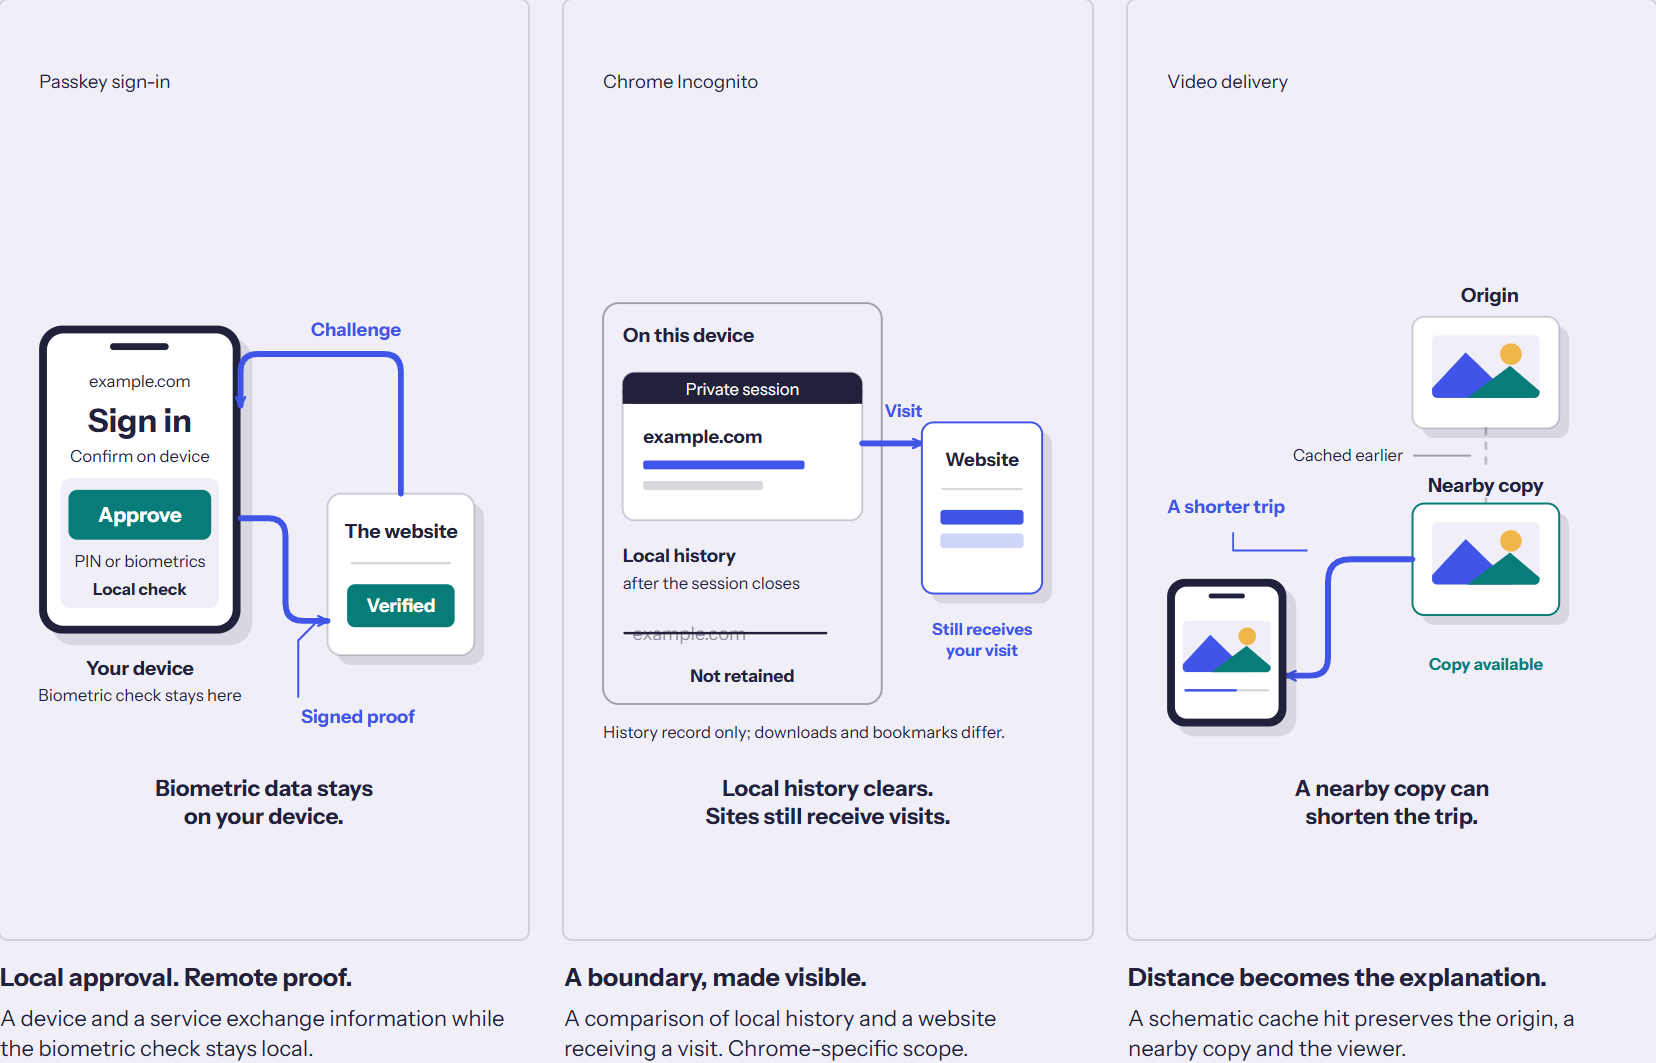 Passkey sign-in
Challenge
example.com
Sign in
Confirm on device
Approve
PIN or biometrics
Local check
The website
Verified
Your device
Biometric check stays here
Signed proof
Biometric data stays
on your device.
Local approval. Remote proof.
A device and a service exchange information while
the biometric check stays local.
Chrome Incognito
On this device
Private session
example.com
Visit
Website
Local history
after the session closes
example.com
Not retained
Still receives
your visit
History record only; downloads and bookmarks differ.
Local history clears.
Sites still receive visits.
A boundary, made visible.
A comparison of local history and a website
receiving a visit. Chrome-specific scope.
Video delivery
Origin
Cached earlier
Nearby copy
A shorter trip
Copy available
A nearby copy can
shorten the trip.
Distance becomes the explanation.
A schematic cache hit preserves the origin, a
nearby copy and the viewer.